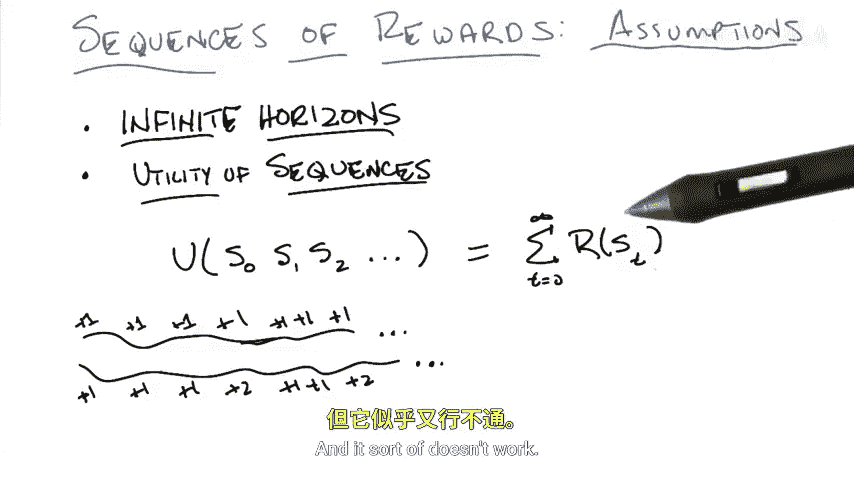 SEQUENCES OF REWARDS: ASSUMPTIONS
• INFINITE HORIZONS
• UTILITY OF SEQUENCES
U(S₀ S₁ S₂ ...) = ∑_{t=0}^{∞} R(S_t)
+1 +1 +1 +1 +1 +1 +1 ...
+1 +1 +1 +2 +1 +1 +2 ...
但它似乎又行不通。
And it sort of doesn't work.